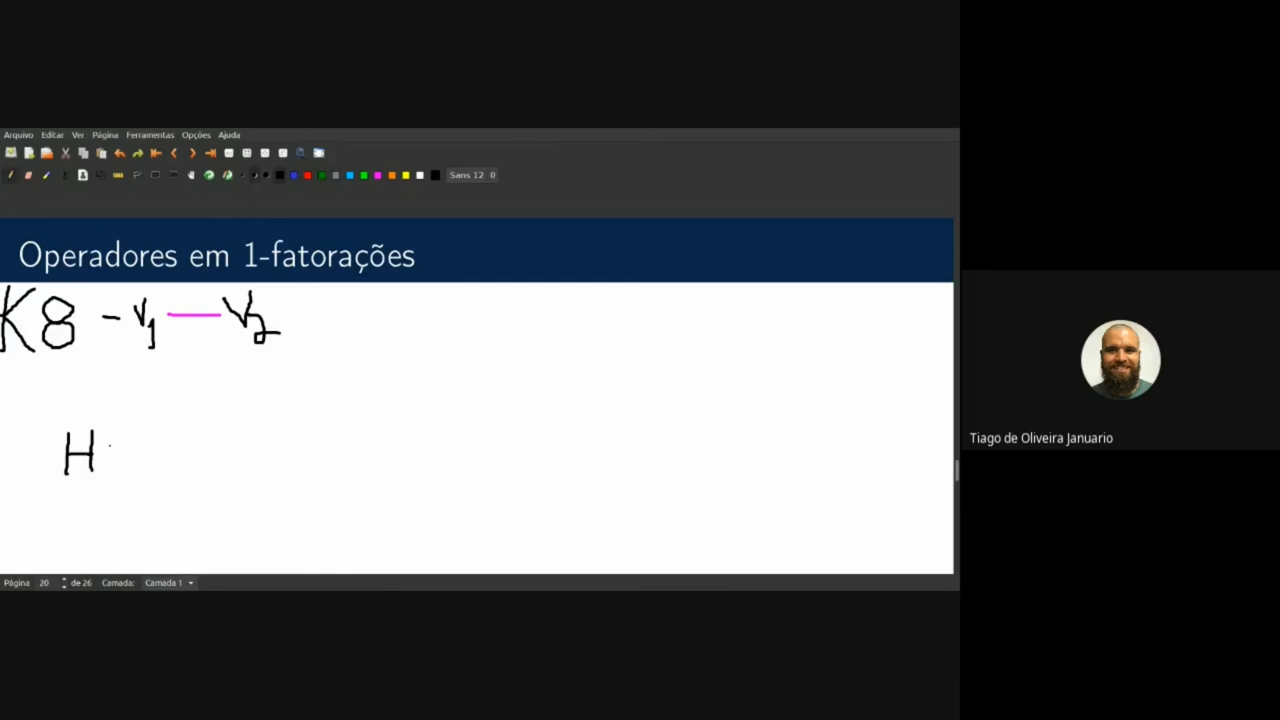 Arquivo Editar Ver Página Ferramentas Opções Ajuda
Sans 12 0
Operadores em 1-fatorações
K8 - V1 — V2
H
Tiago de Oliveira Januario
Página 20 de 26 Camada: Camada 1